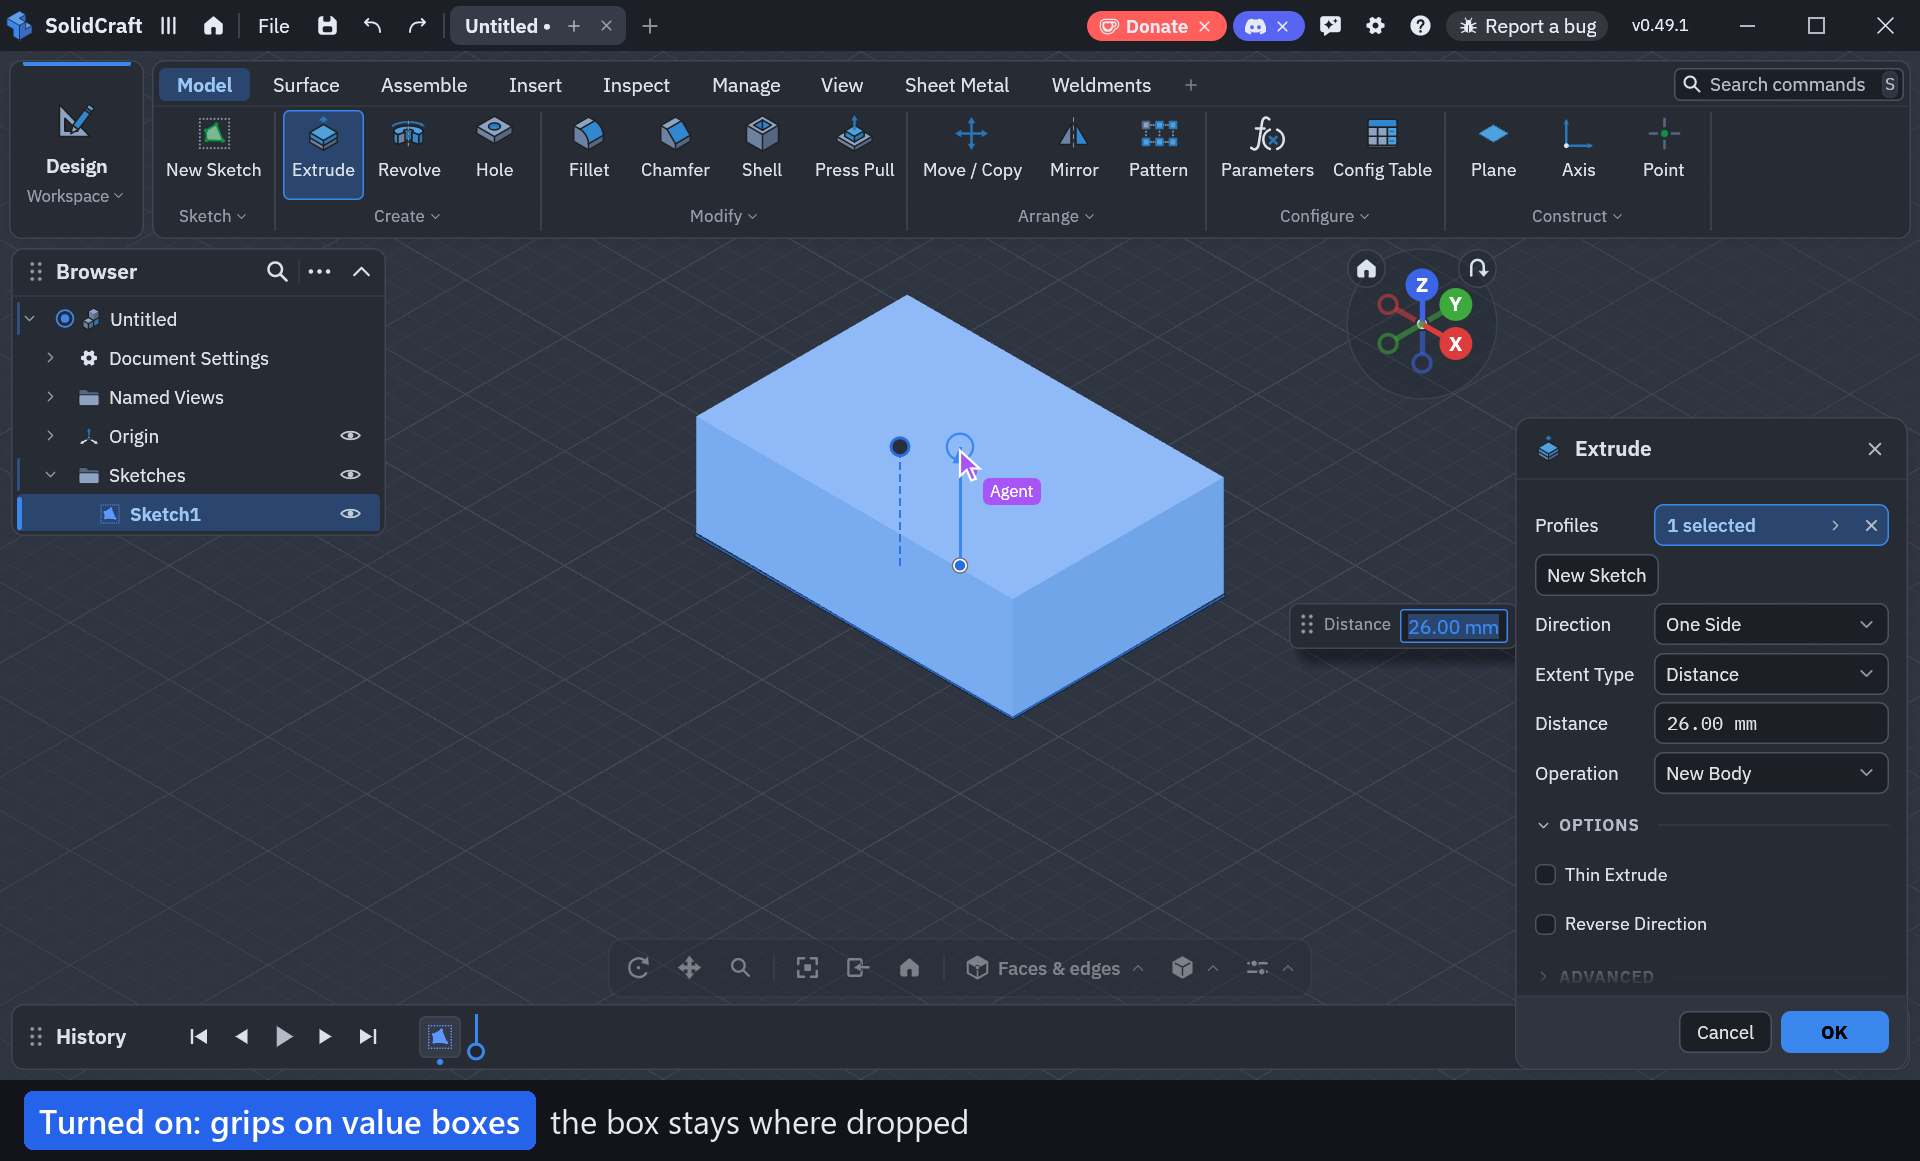 SolidCraft File Untitled • Donate Report a bug v0.49.1
Design
Workspace
Model Surface Assemble Insert Inspect Manage View Sheet Metal Weldments Search commands S
New Sketch Extrude Revolve Hole Fillet Chamfer Shell Press Pull Move / Copy Mirror Pattern Parameters Config Table Plane Axis Point
Sketch Create Modify Arrange Configure Construct
Browser
Untitled
Document Settings
Named Views
Origin
Sketches
Sketch1
Z
Y
X
Agent
Distance 26.00 mm
Extrude
Profiles 1 selected
New Sketch
Direction One Side
Extent Type Distance
Distance 26.00 mm
Operation New Body
OPTIONS
Thin Extrude
Reverse Direction
ADVANCED
Cancel OK
Faces & edges
History
Turned on: grips on value boxes the box stays where dropped